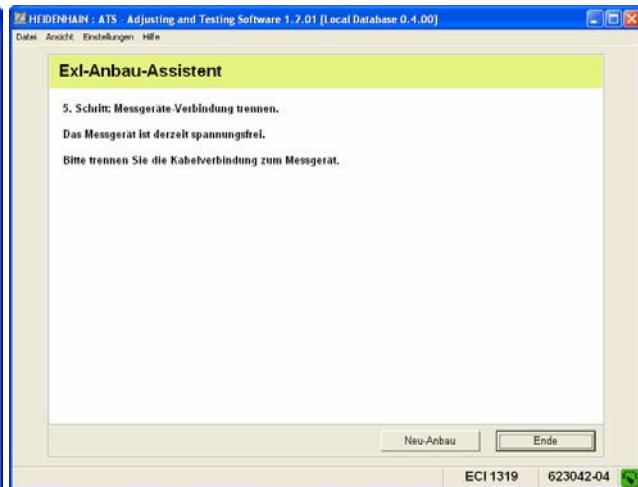 HEIDENHAIN : ATS - Adjusting and Testing Software 1.2.01 [Local Database 0.4.00]
Datei Ansicht Einstellungen Hilfe
ExI-Anbau-Assistent
5. Schritt: Messgeräte-Verbindung trennen.
Das Messgerät ist derzeit spannungsfrei.
Bitte trennen Sie die Kabelverbindung zum Messgerät.
Neu-Anbau Ende
ECI 1319 623042-04